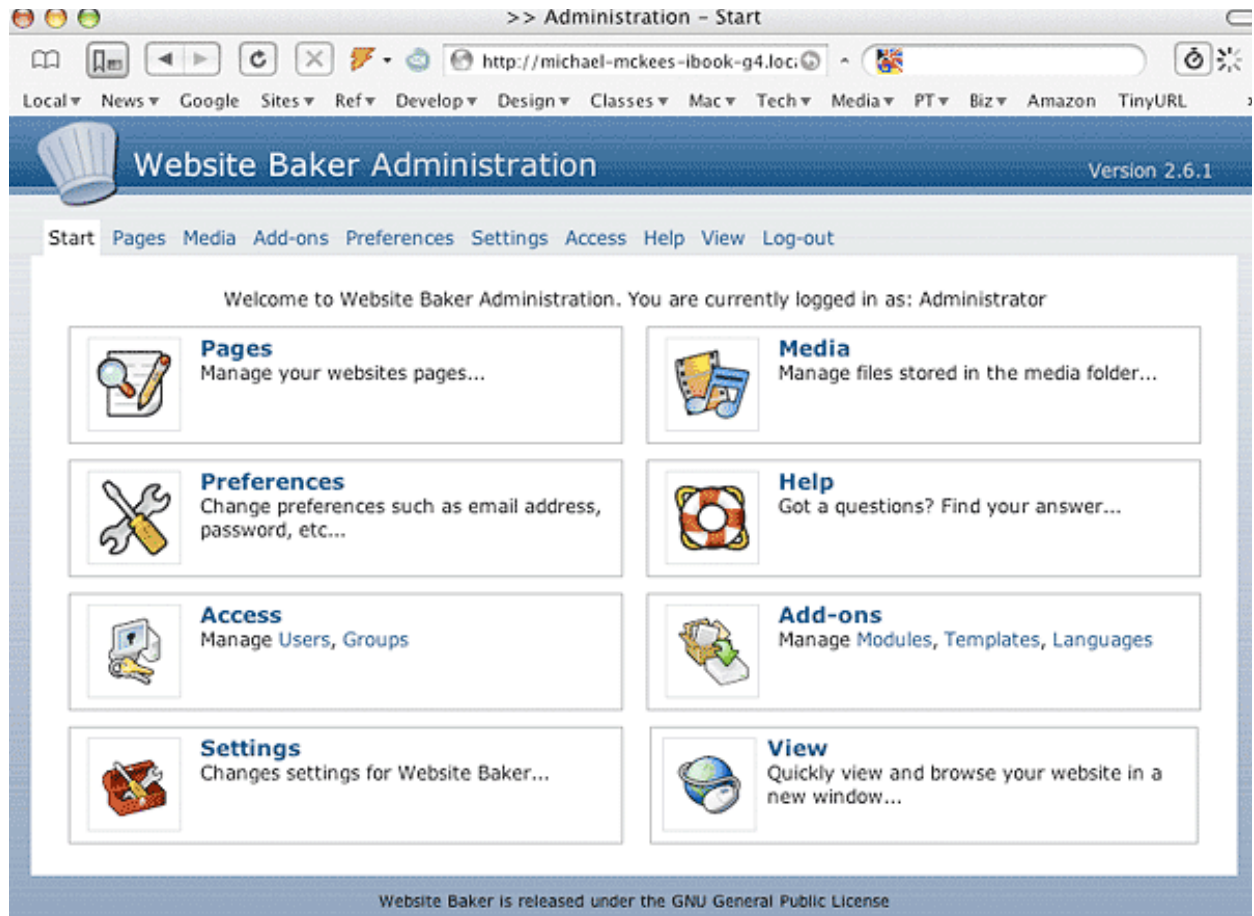 >> Administration – Start
http://michael-mckees-ibook-g4.loc
Local News Google Sites Ref Develop Design Classes Mac Tech Media PT Biz Amazon TinyURL
Website Baker Administration
Version 2.6.1
Start Pages Media Add-ons Preferences Settings Access Help View Log-out
Welcome to Website Baker Administration. You are currently logged in as: Administrator
Pages
Manage your websites pages...
Media
Manage files stored in the media folder...
Preferences
Change preferences such as email address,
password, etc...
Help
Got a questions? Find your answer...
Access
Manage Users, Groups
Add-ons
Manage Modules, Templates, Languages
Settings
Changes settings for Website Baker...
View
Quickly view and browse your website in a
new window...
Website Baker is released under the GNU General Public License